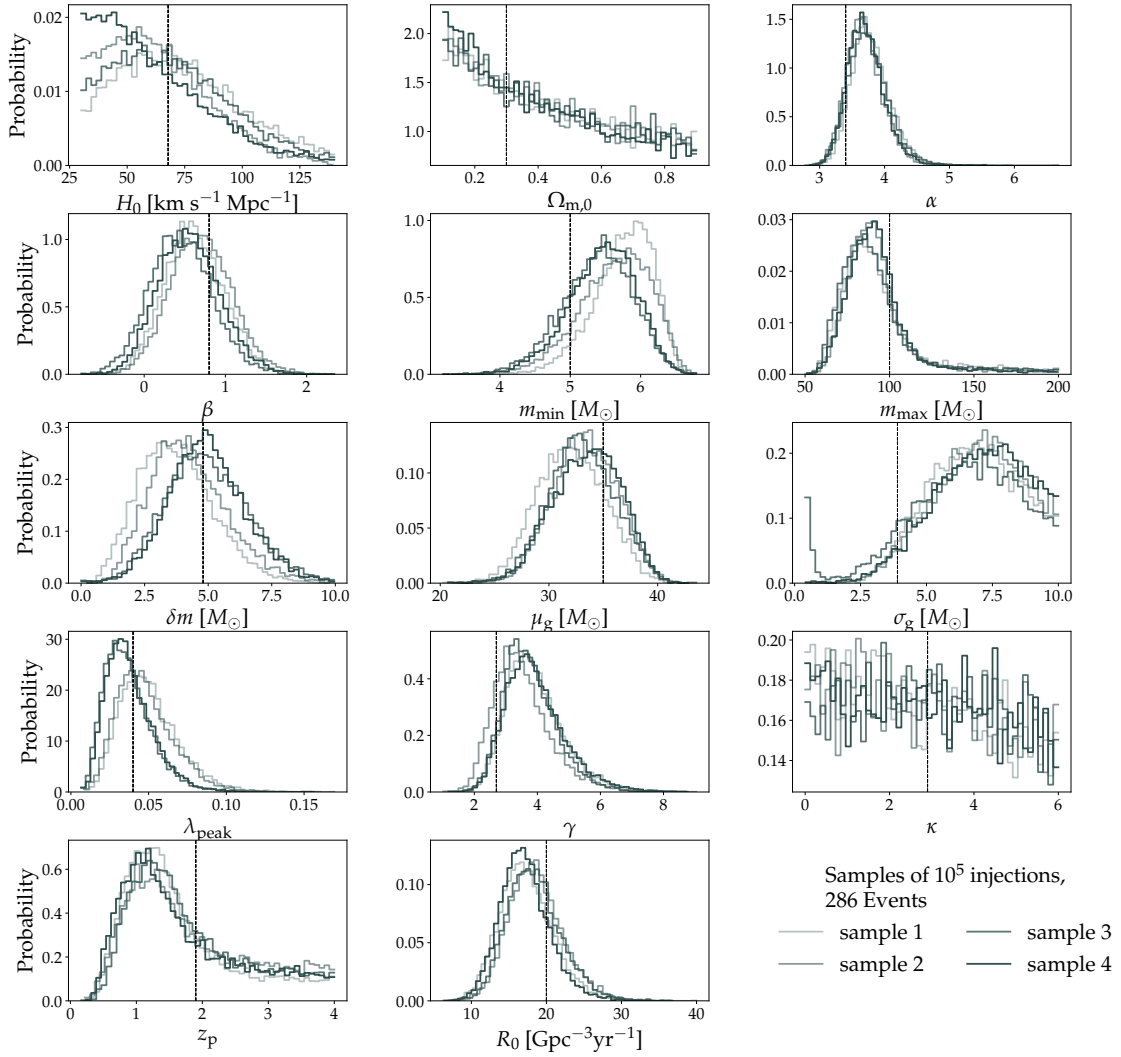 0.02
0.01
0.00
Probability
25 50 75 100 125
H₀ [km s⁻¹ Mpc⁻¹]
2.0
1.5
1.0
0.2 0.4 0.6 0.8
Ωm,0
1.5
1.0
0.5
0.0
3 4 5 6
α
1.0
0.5
0.0
Probability
0 1 2
β
1.0
0.5
0.0
4 5 6
mmin [M⊙]
0.03
0.02
0.01
0.00
50 100 150 200
mmax [M⊙]
0.3
0.2
0.1
0.0
Probability
0.0 2.5 5.0 7.5 10.0
δm [M⊙]
0.10
0.05
0.00
20 30 40
μg [M⊙]
0.2
0.1
0.0
0.0 2.5 5.0 7.5 10.0
σg [M⊙]
30
20
10
0
Probability
0.00 0.05 0.10 0.15
λpeak
0.4
0.2
0.0
2 4 6 8
γ
0.20
0.18
0.16
0.14
0 2 4 6
κ
0.6
0.4
0.2
0.0
Probability
0 1 2 3 4
zp
0.10
0.05
0.00
10 20 30 40
R₀ [Gpc⁻³yr⁻¹]
Samples of 10⁵ injections,
286 Events
sample 1 sample 3
sample 2 sample 4